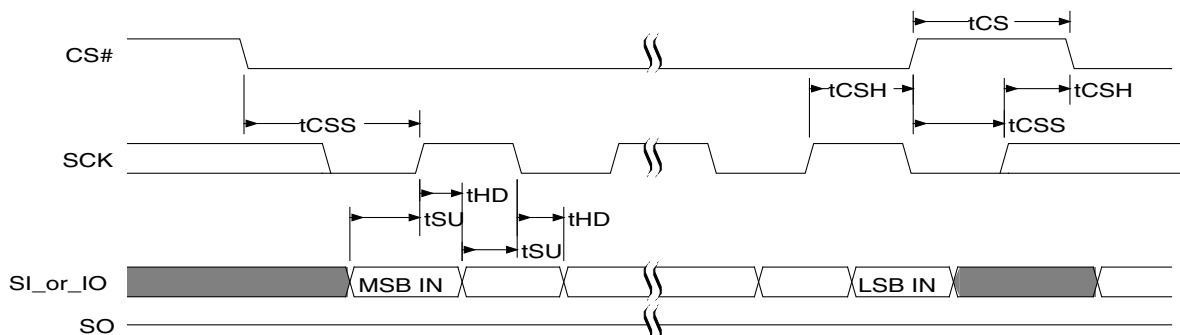 tCS
CS#
tCSH
tCSH
tCSS
tCSS
SCK
tHD
tSU
tHD
tSU
SI_or_IO
MSB IN
LSB IN
SO